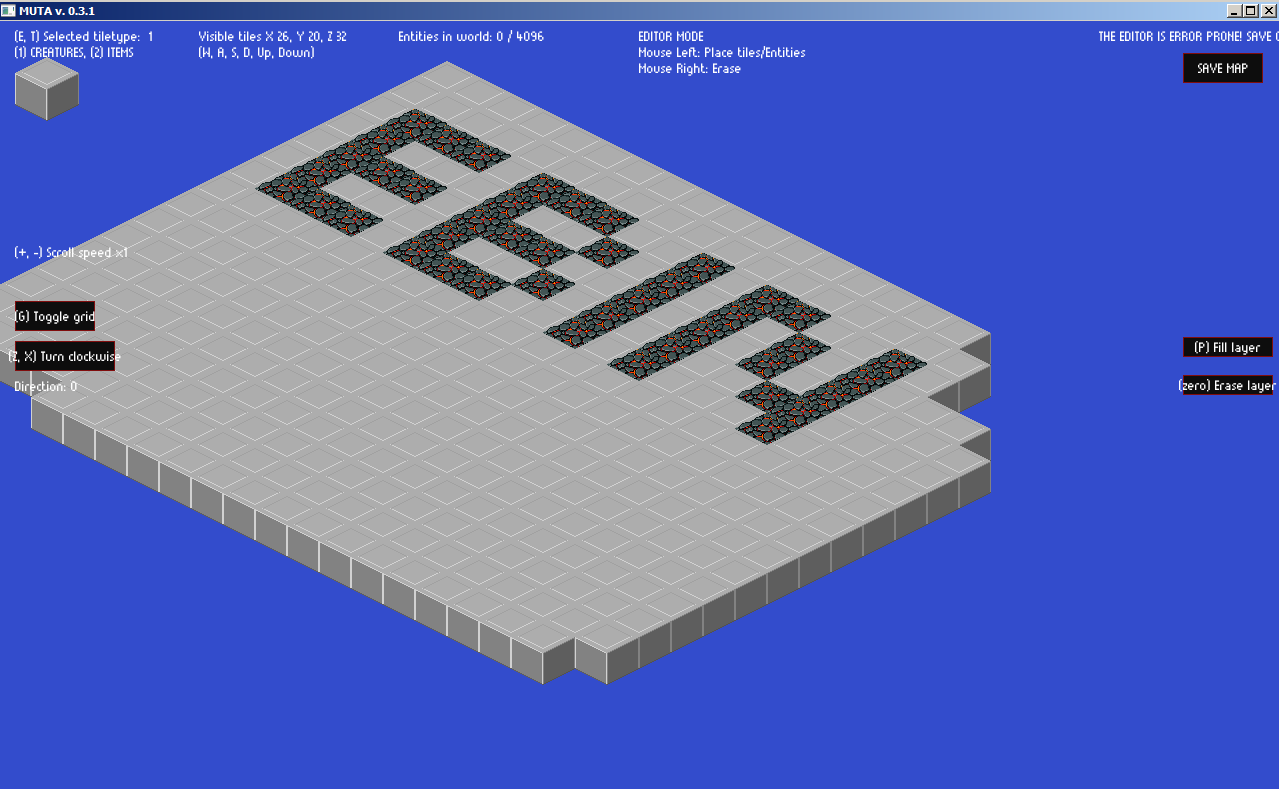 MUTA v. 0.3.1
(E, T) Selected tiletype: 1
(1) CREATURES, (2) ITEMS
Visible tiles X 26, Y 20, Z 32
(W, A, S, D, Up, Down)
Entities in world: 0 / 4096
EDITOR MODE
Mouse Left: Place tiles/Entities
Mouse Right: Erase
THE EDITOR IS ERROR PRONE! SAVE
SAVE MAP
EBIN
(+, -) Scroll speed x1
(G) Toggle grid
(Z, X) Turn clockwise
Direction: 0
(P) Fill layer
(zero) Erase layer